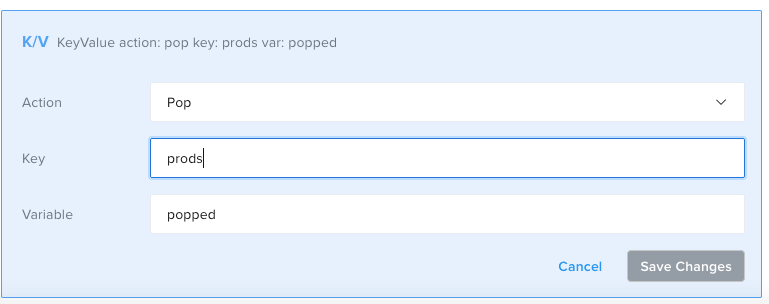 K/V KeyValue action: pop key: prods var: popped
Action Pop
Key prods
Variable popped
Cancel Save Changes